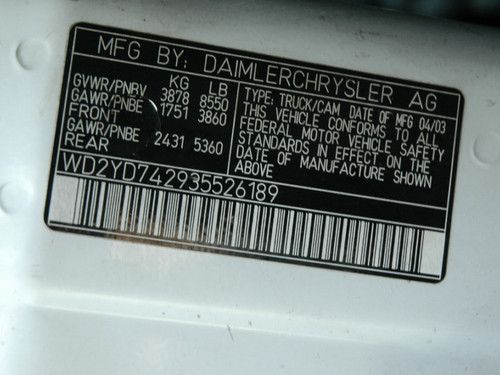 MFG BY: DAIMLERCHRYSLER AG
KG LB
GVWR/PNBV 3878 8550
GAWR/PNBE 1751 3860
FRONT
GAWR/PNBE 2431 5360
REAR
TYPE: TRUCK/CAM DATE OF MFG 04/03
THIS VEHICLE CONFORMS TO ALL
FEDERAL MOTOR VEHICLE SAFETY
STANDARDS IN EFFECT ON THE
DATE OF MANUFACTURE SHOWN ABOVE
WD2YD742935526189